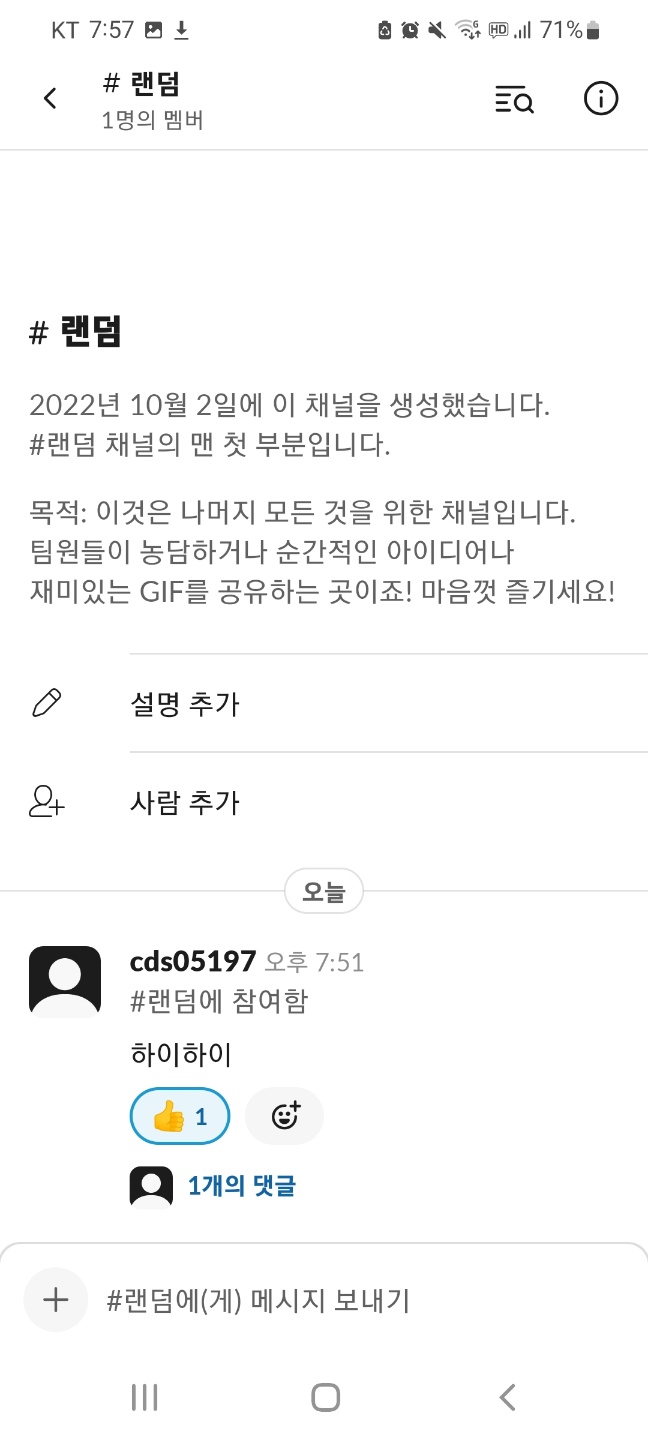 KT 7:57 HD 71%
# 랜덤
1명의 멤버
# 랜덤
2022년 10월 2일에 이 채널을 생성했습니다.
#랜덤 채널의 맨 첫 부분입니다.
목적: 이것은 나머지 모든 것을 위한 채널입니다.
팀원들이 농담하거나 순간적인 아이디어나
재미있는 GIF를 공유하는 곳이죠! 마음껏 즐기세요!
설명 추가
사람 추가
오늘
cds05197 오후 7:51
#랜덤에 참여함
하이하이
👍 1
1개의 댓글
#랜덤에(게) 메시지 보내기